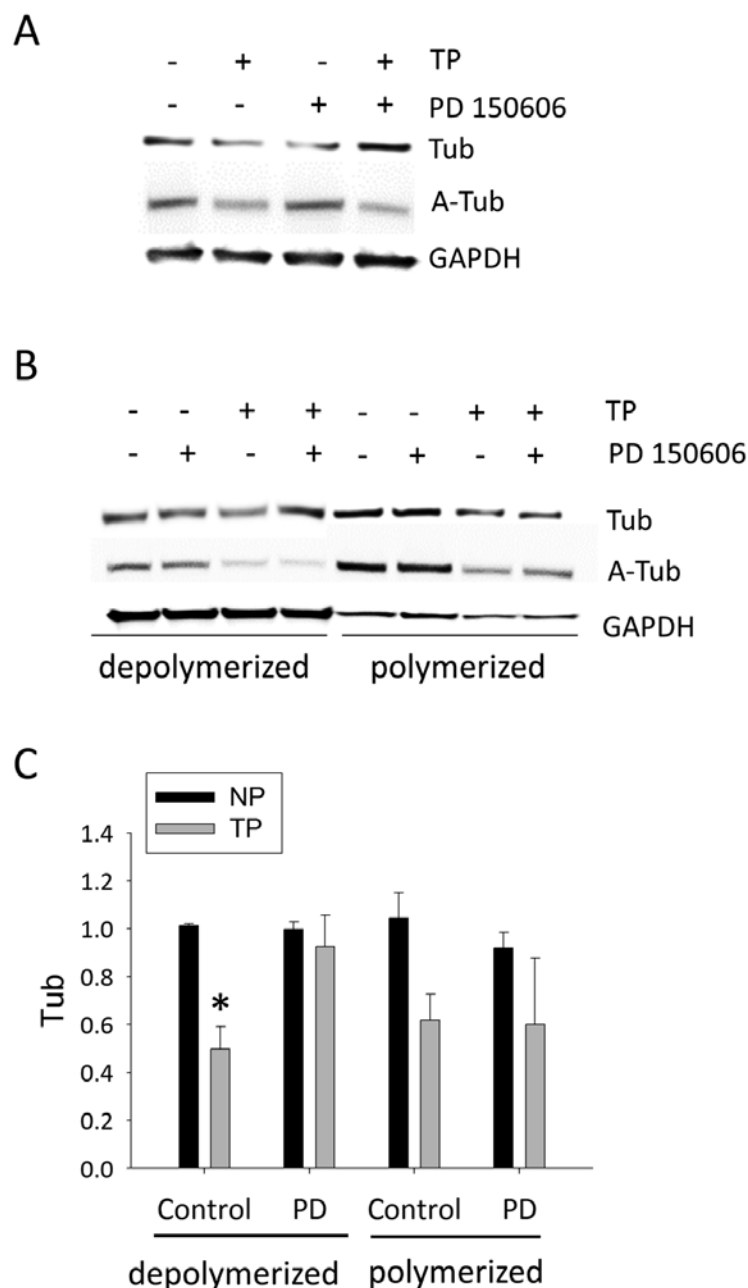 A
- + - + TP
- - + + PD 150606
Tub
A-Tub
GAPDH
B
- - + + - - + + TP
- + - + - + - + PD 150606
Tub
A-Tub
GAPDH
depolymerized polymerized
C
NP
TP
1.4
1.2
1.0
0.8
0.6
0.4
0.2
0.0
Tub
*
Control PD Control PD
depolymerized polymerized